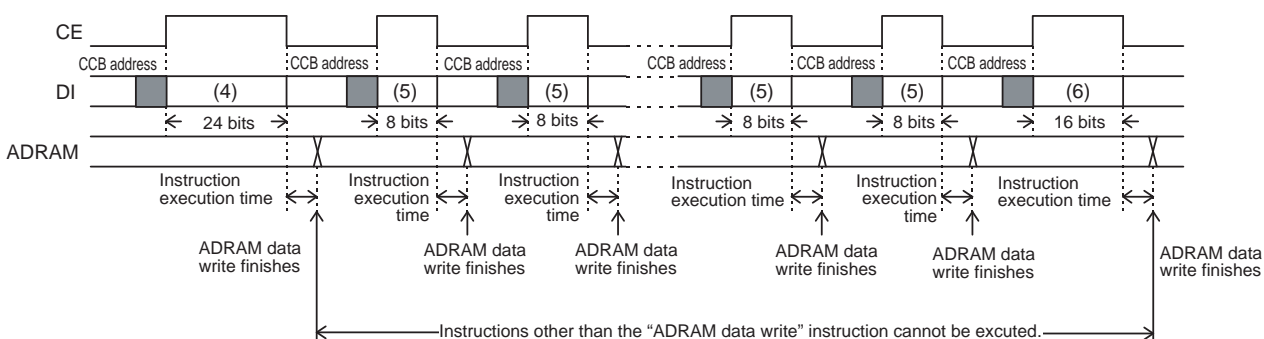 CE
CCB address CCB address CCB address CCB address CCB address CCB address
DI (4) (5) (5) (5) (5) (6)
24 bits 8 bits 8 bits 8 bits 8 bits 16 bits
ADRAM
Instruction Instruction Instruction Instruction Instruction Instruction
execution time execution execution execution time execution execution time
time time time
ADRAM data ADRAM data ADRAM data ADRAM data ADRAM data ADRAM data
write finishes write finishes write finishes write finishes write finishes write finishes
Instructions other than the “ADRAM data write” instruction cannot be excuted.